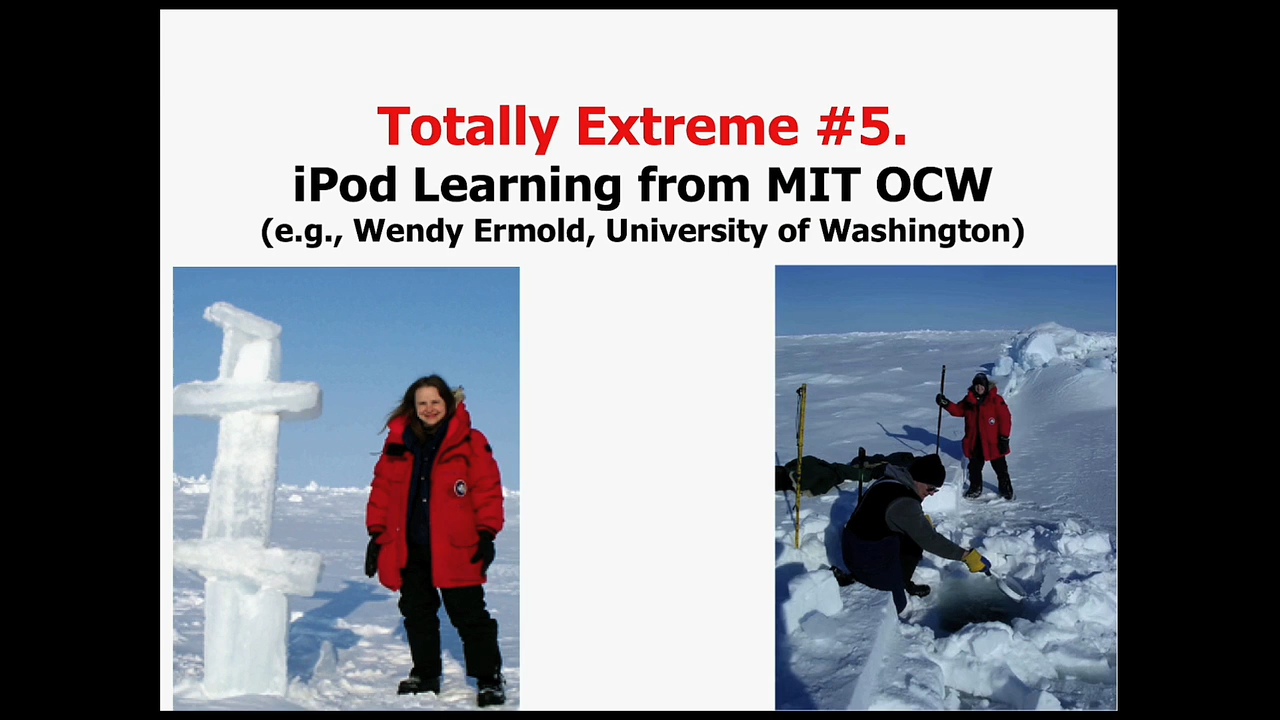 Totally Extreme #5.
iPod Learning from MIT OCW
(e.g., Wendy Ermold, University of Washington)